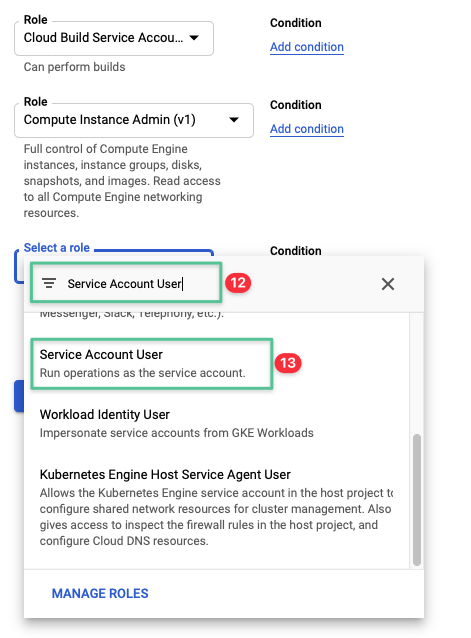 Role
Cloud Build Service Accou...
Condition
Add condition
Can perform builds
Role
Compute Instance Admin (v1)
Condition
Add condition
Full control of Compute Engine
instances, instance groups, disks,
snapshots, and images. Read access
to all Compute Engine networking
resources.
Select a role
Condition
Service Account User
12
Messenger, Slack, Telephony, etc.).
Service Account User
Run operations as the service account.
13
Workload Identity User
Impersonate service accounts from GKE Workloads
Kubernetes Engine Host Service Agent User
Allows the Kubernetes Engine service account in the host project to
configure shared network resources for cluster management. Also
gives access to inspect the firewall rules in the host project, and
configure Cloud DNS resources.
MANAGE ROLES